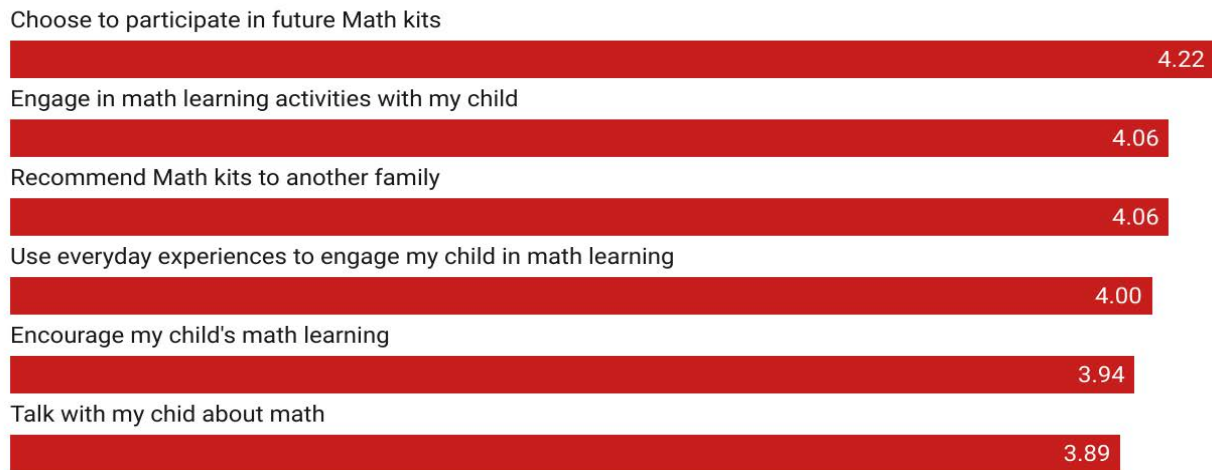 Choose to participate in future Math kits
4.22
Engage in math learning activities with my child
4.06
Recommend Math kits to another family
4.06
Use everyday experiences to engage my child in math learning
4.00
Encourage my child's math learning
3.94
Talk with my chid about math
3.89